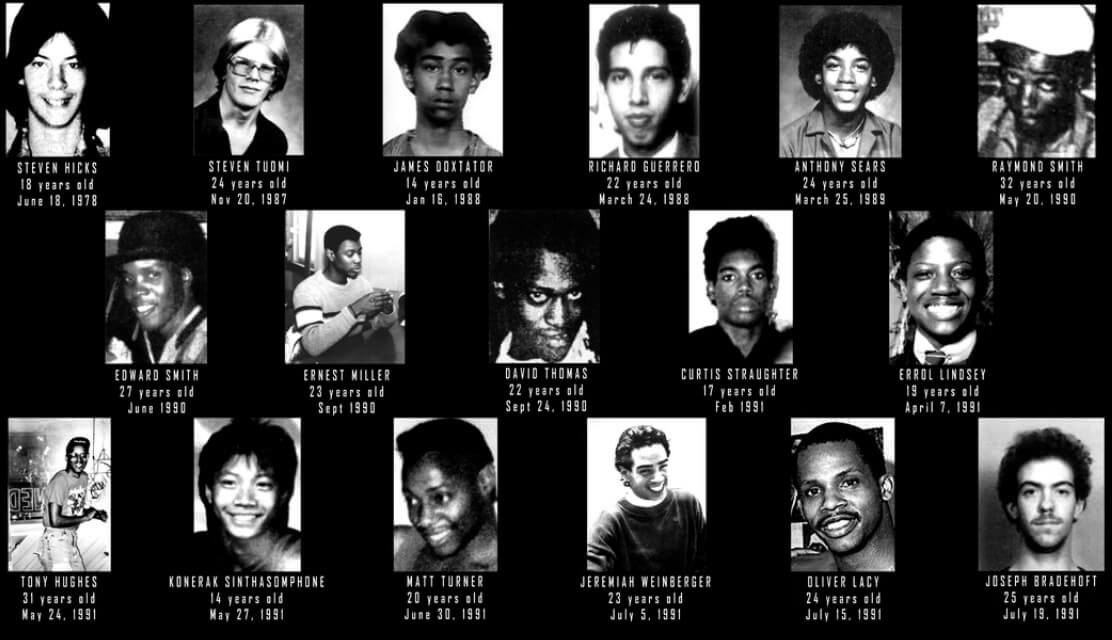 STEVEN HICKS
18 years old
June 18, 1978
STEVEN TUOMI
24 years old
Nov 20, 1987
JAMES DOXTATOR
14 years old
Jan 16, 1988
RICHARD GUERRERO
22 years old
March 24, 1988
ANTHONY SEARS
24 years old
March 25, 1989
RAYMOND SMITH
32 years old
May 20, 1990
EDWARD SMITH
27 years old
June 1990
ERNEST MILLER
23 years old
Sept 1990
DAVID THOMAS
22 years old
Sept 24, 1990
CURTIS STRAUGHTER
17 years old
Feb 1991
ERROL LINDSEY
19 years old
April 7, 1991
TONY HUGHES
31 years old
May 24, 1991
KONERAK SINTHASOMPHONE
14 years old
May 27, 1991
MATT TURNER
20 years old
June 30, 1991
JEREMIAH WEINBERGER
23 years old
July 5, 1991
OLIVER LACY
24 years old
July 15, 1991
JOSEPH BRADEHOFT
25 years old
July 19, 1991